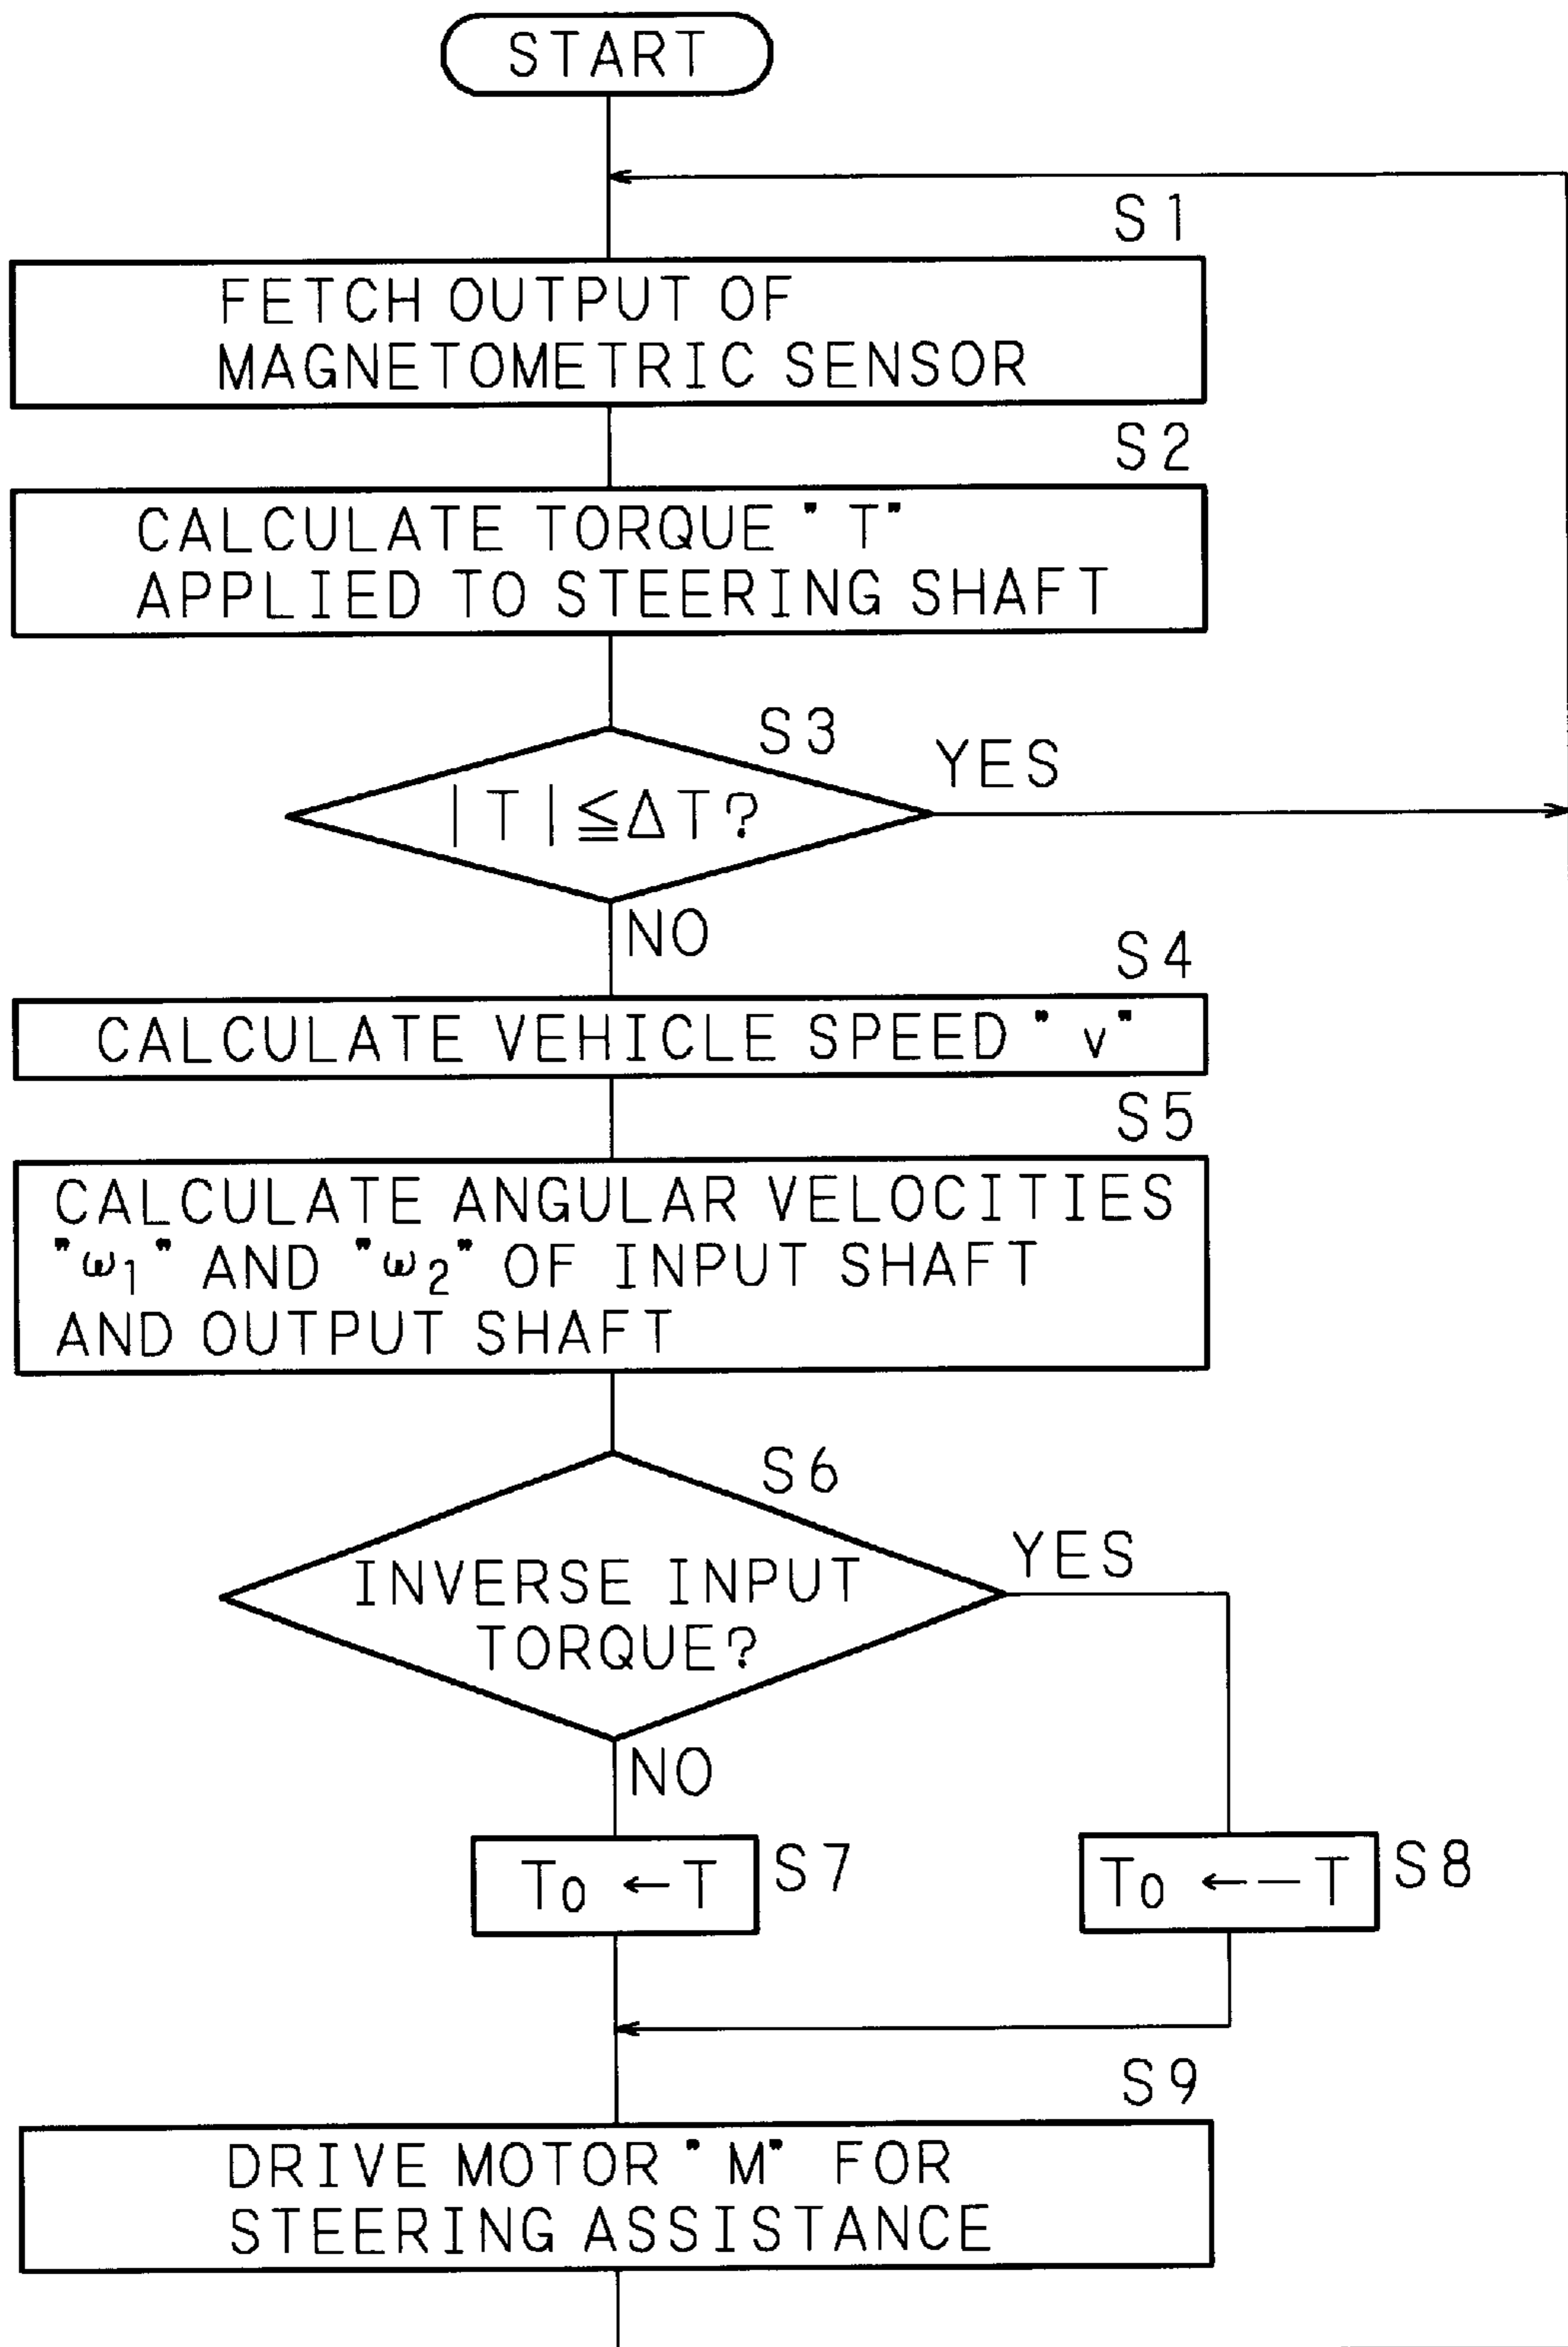 START
S1
FETCH OUTPUT OF
MAGNETOMETRIC SENSOR
S2
CALCULATE TORQUE "T"
APPLIED TO STEERING SHAFT
S3
YES
|T|≦ΔT?
NO
S4
CALCULATE VEHICLE SPEED "v"
S5
CALCULATE ANGULAR VELOCITIES
"ω1" AND "ω2" OF INPUT SHAFT
AND OUTPUT SHAFT
S6
YES
INVERSE INPUT
TORQUE?
NO
T0 ←T
S7
T0 ←−T
S8
S9
DRIVE MOTOR "M" FOR
STEERING ASSISTANCE